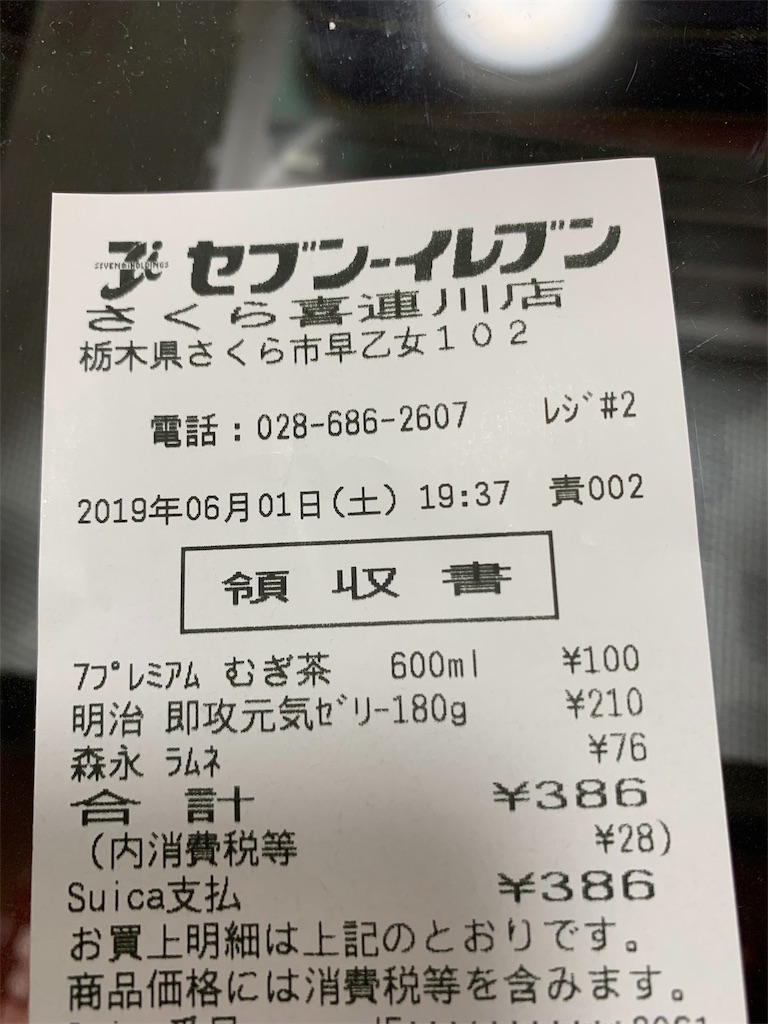 SEVEN&i HOLDINGS
セブン-イレブン
さくら喜連川店
栃木県さくら市早乙女102
電話:028-686-2607 レジ#2
2019年06月01日(土) 19:37 責002
領収書
7プレミアム むぎ茶 600ml ¥100
明治 即攻元気ゼリー180g ¥210
森永 ラムネ ¥76
合 計 ¥386
(内消費税等 ¥28)
Suica支払 ¥386
お買上明細は上記のとおりです。
商品価格には消費税等を含みます。